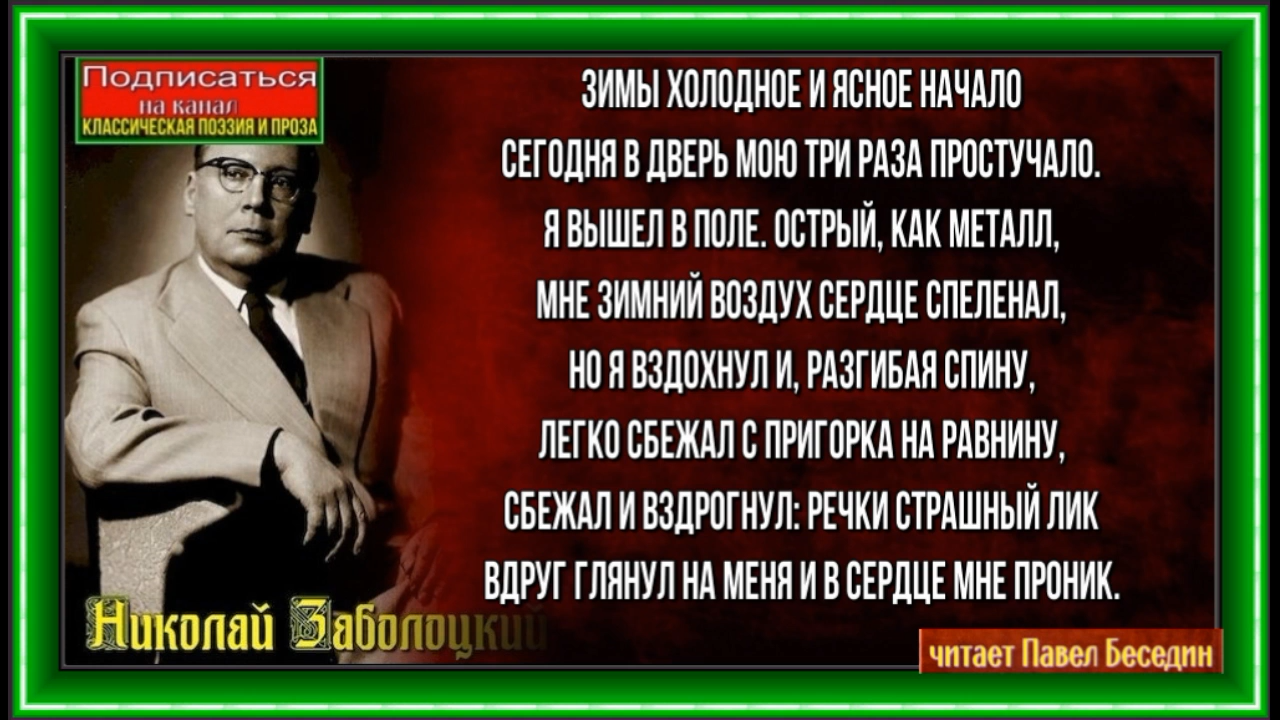 Подписаться
на канал
КЛАССИЧЕСКАЯ ПОЭЗИЯ И ПРОЗА
ЗИМЫ ХОЛОДНОЕ И ЯСНОЕ НАЧАЛО
СЕГОДНЯ В ДВЕРЬ МОЮ ТРИ РАЗА ПРОСТУЧАЛО.
Я ВЫШЕЛ В ПОЛЕ. ОСТРЫЙ, КАК МЕТАЛЛ,
МНЕ ЗИМНИЙ ВОЗДУХ СЕРДЦЕ СПЕЛЕНАЛ,
НО Я ВЗДОХНУЛ И, РАЗГИБАЯ СПИНУ,
ЛЕГКО СБЕЖАЛ С ПРИГОРКА НА РАВНИНУ,
СБЕЖАЛ И ВЗДРОГНУЛ: РЕЧКИ СТРАШНЫЙ ЛИК
ВДРУГ ГЛЯНУЛ НА МЕНЯ И В СЕРДЦЕ МНЕ ПРОНИК.
Николай Заболоцкий
читает Павел Беседин